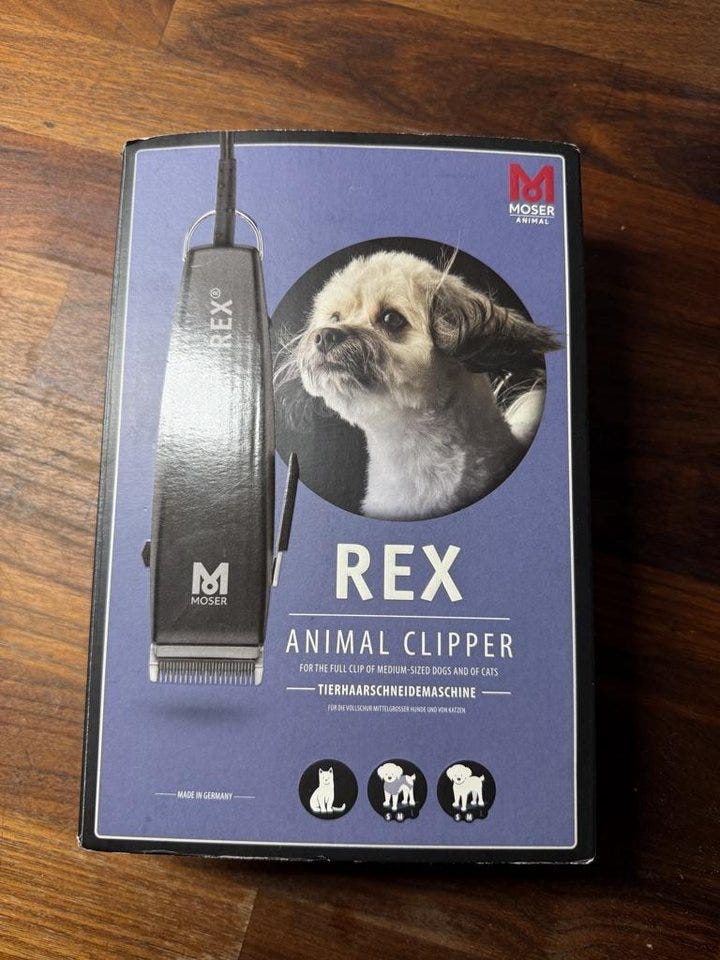 MOSER
ANIMAL
REX®
MOSER
REX
ANIMAL CLIPPER
FOR THE FULL CLIP OF MEDIUM-SIZED DOGS AND OF CATS
TIERHAARSCHNEIDEMASCHINE
FÜR DIE VOLLSCHUR MITTELGROSSER HUNDE UND VON KATZEN
MADE IN GERMANY
S M
S M